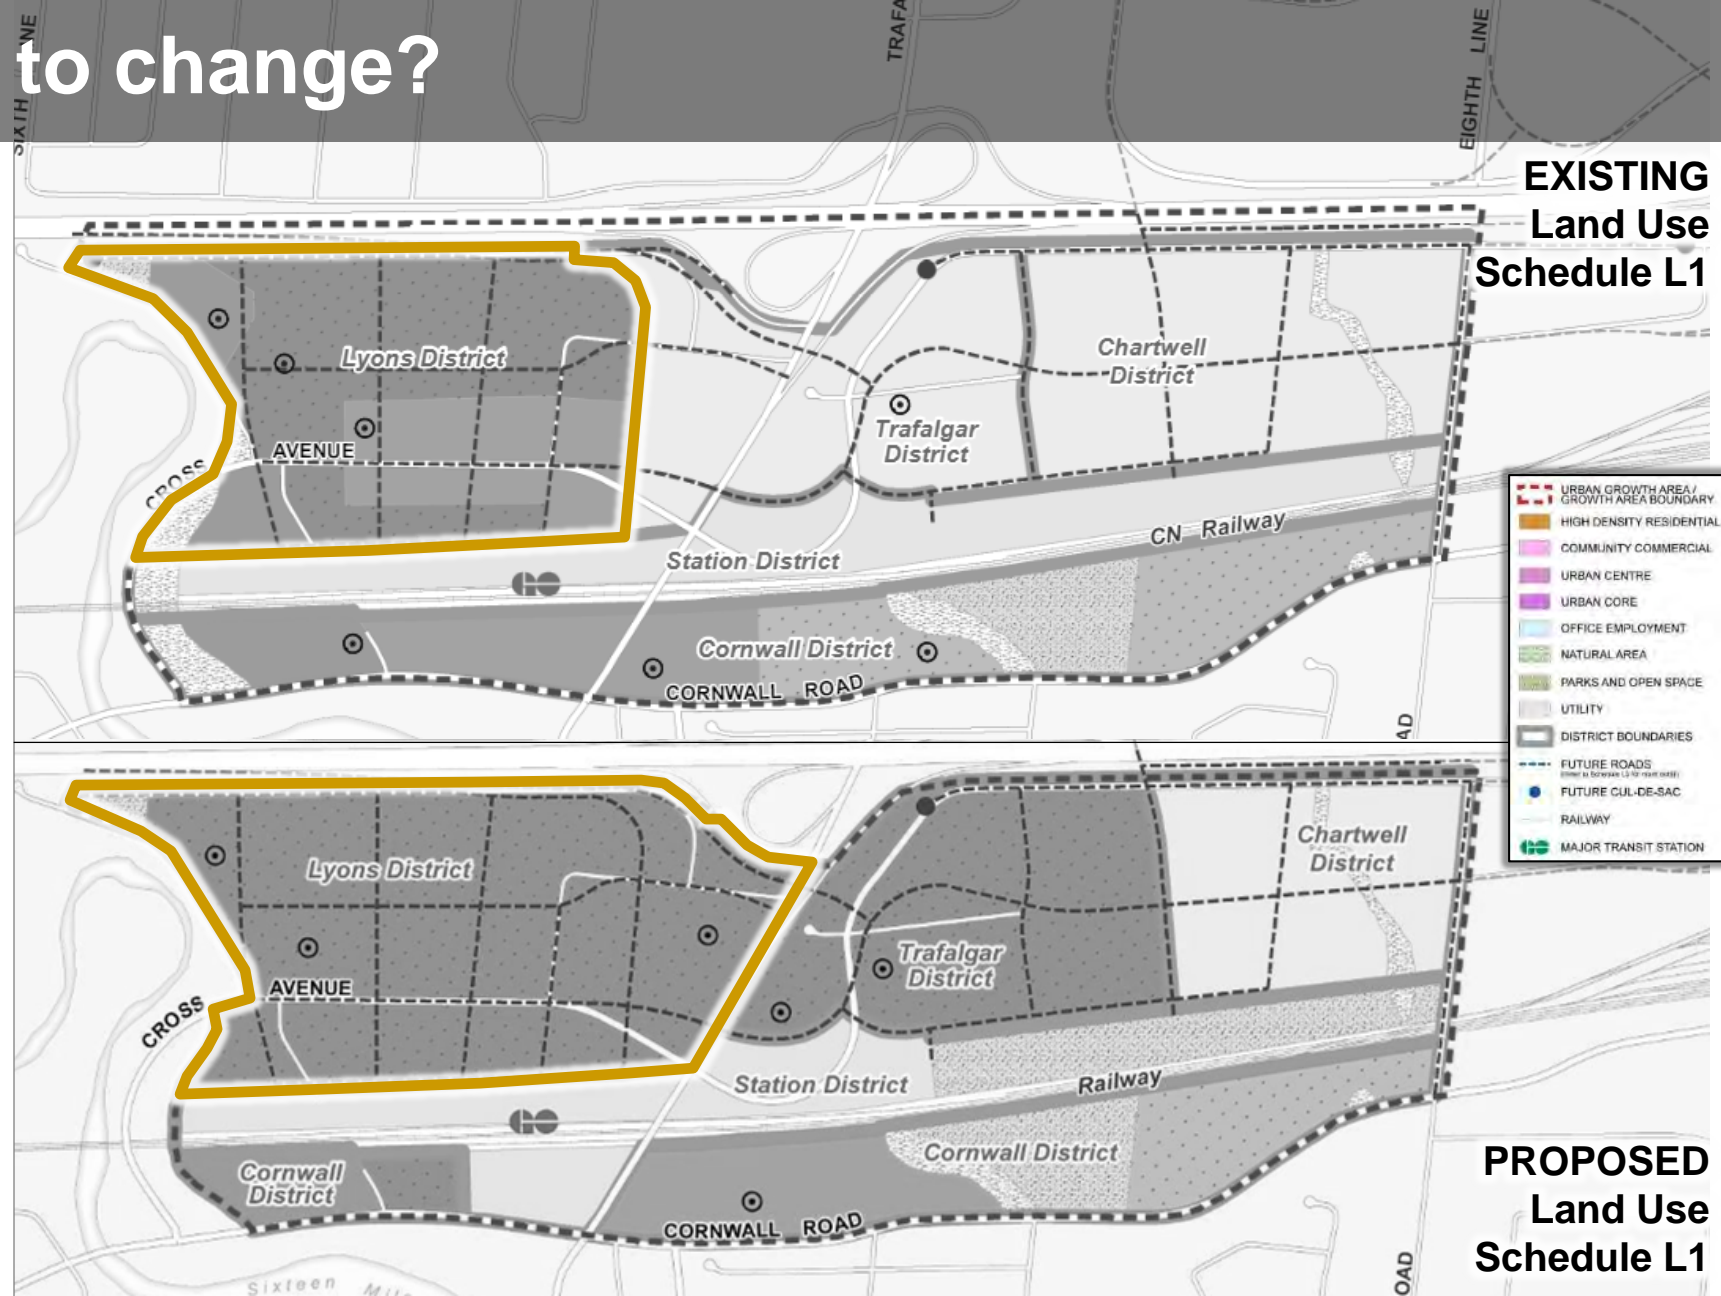 to change?
SIXTH
NE
TRAFA
EIGHTH LINE
EXISTING
Land Use
Schedule L1
Lyons District
Chartwell
District
Trafalgar
District
AVENUE
CROSS
CN Railway
Station District
Cornwall District
CORNWALL ROAD
AD
URBAN GROWTH AREA /
GROWTH AREA BOUNDARY
HIGH DENSITY RESIDENTIAL
COMMUNITY COMMERCIAL
URBAN CENTRE
URBAN CORE
OFFICE EMPLOYMENT
NATURAL AREA
PARKS AND OPEN SPACE
UTILITY
DISTRICT BOUNDARIES
FUTURE ROADS
FUTURE CUL-DE-SAC
RAILWAY
MAJOR TRANSIT STATION
Lyons District
Chartwell
District
Trafalgar
District
AVENUE
CROSS
Station District
Railway
Cornwall District
Cornwall
District
CORNWALL ROAD
OAD
Sixteen
PROPOSED
Land Use
Schedule L1